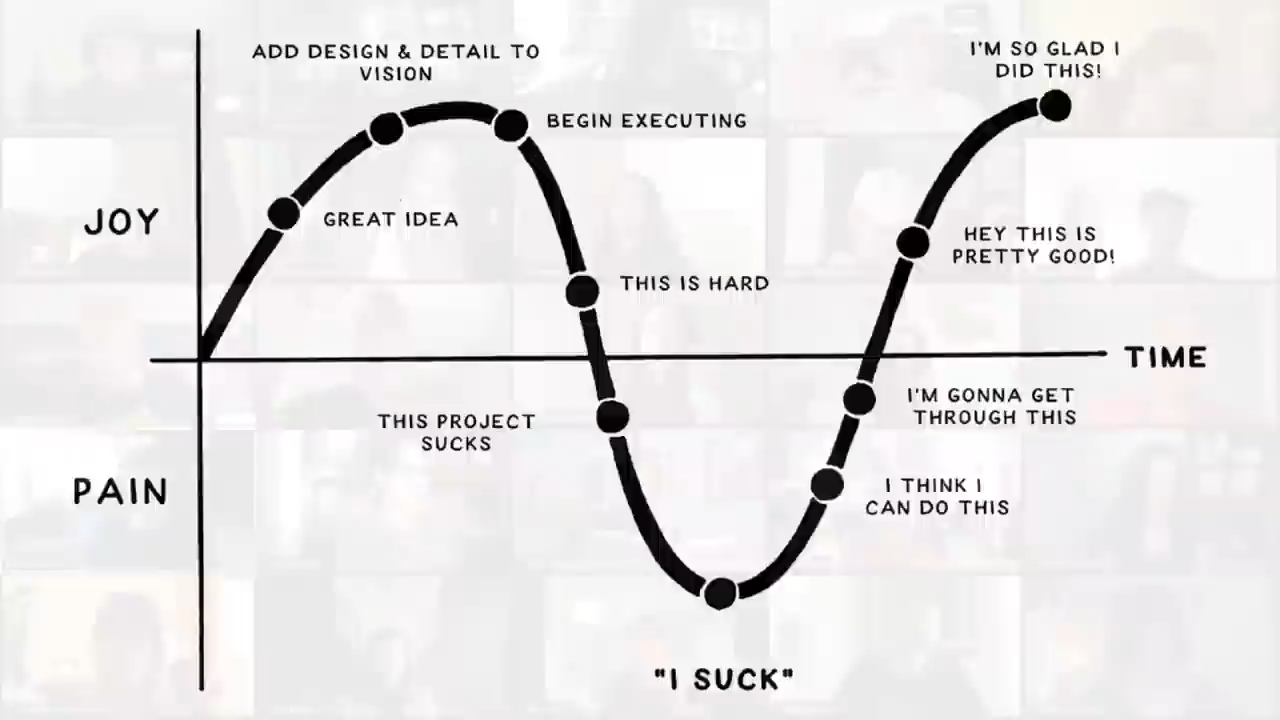 ADD DESIGN & DETAIL TO
VISION
I'M SO GLAD I
DID THIS!
BEGIN EXECUTING
JOY
GREAT IDEA
HEY THIS IS
PRETTY GOOD!
THIS IS HARD
TIME
THIS PROJECT
SUCKS
I'M GONNA GET
THROUGH THIS
PAIN
I THINK I
CAN DO THIS
"I SUCK"